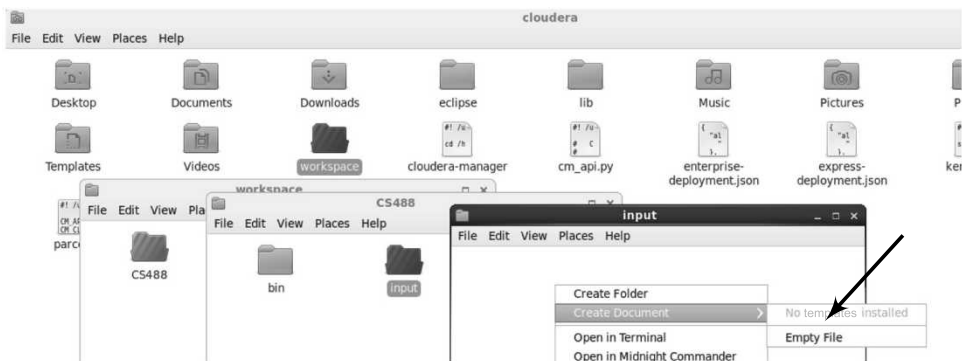 cloudera
File Edit View Places Help
Desktop Documents Downloads eclipse lib Music Pictures
Templates Videos workspace cloudera-manager cm_api.py enterprise-deployment.json express-deployment.json
workspace
File Edit View
CS488
CS488
File Edit View Places Help
bin input
input
File Edit View Places Help
Create Folder
Create Document No templates installed
Open in Terminal Empty File
Open in Midnight Commander